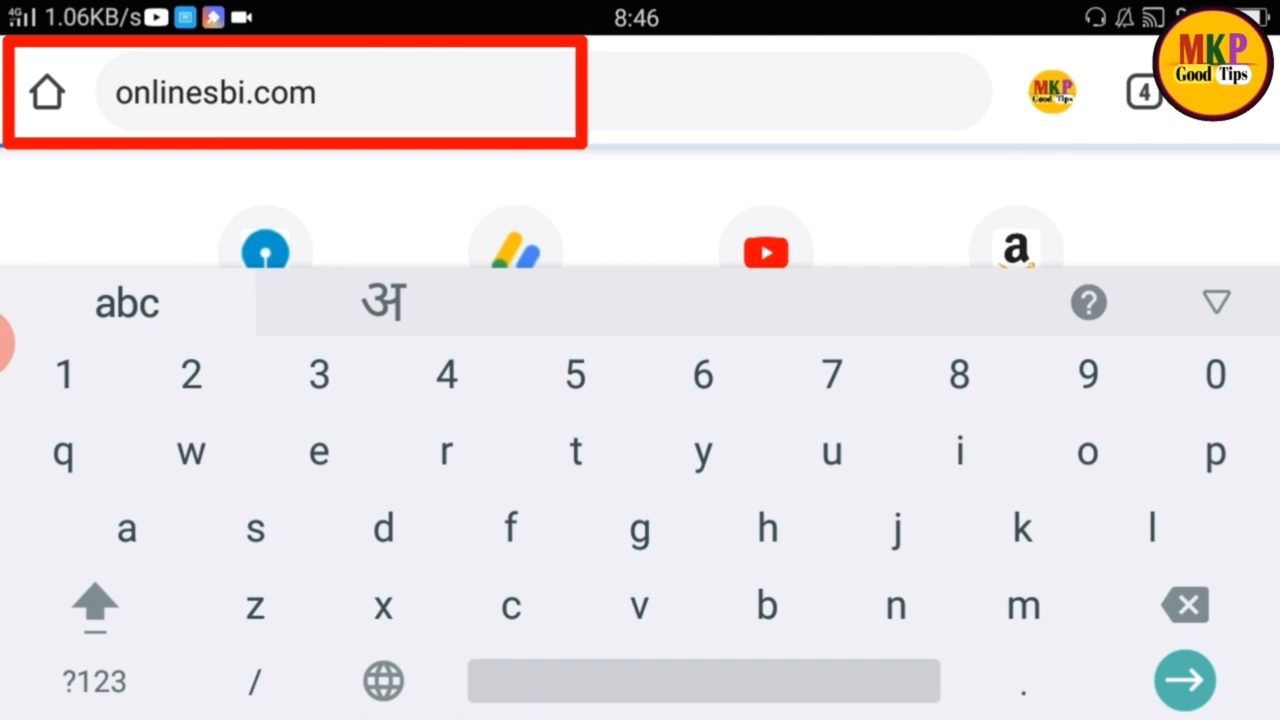 4G 1.06KB/s 8:46
MKP
Good Tips
onlinesbi.com
MKP
Good Tips
4
a
abc अ ?
1 2 3 4 5 6 7 8 9 0
q w e r t y u i o p
a s d f g h j k l
z x c v b n m
?123 / .